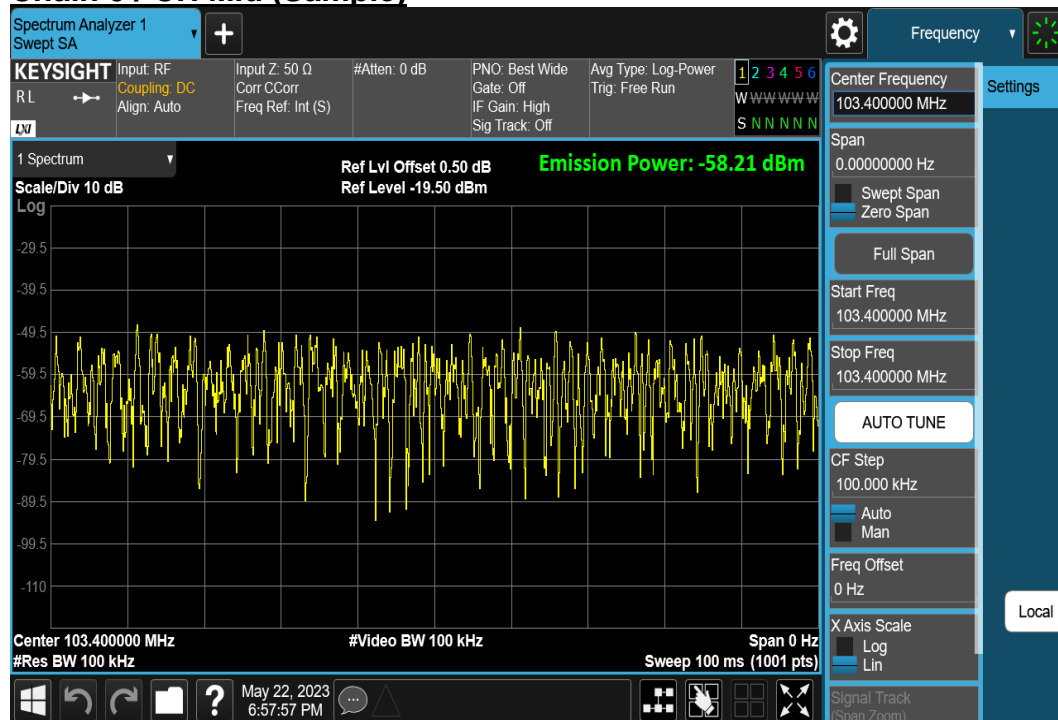 Spectrum Analyzer 1
Swept SA
Frequency
KEYSIGHT
RL
LXI
Input: RF
Coupling: DC
Align: Auto
Input Z: 50 Ω
Corr CCorr
Freq Ref: Int (S)
#Atten: 0 dB
PNO: Best Wide
Gate: Off
IF Gain: High
Sig Track: Off
Avg Type: Log-Power
Trig: Free Run
1 2 3 4 5 6
W W W W W W
S N N N N N
1 Spectrum
Scale/Div 10 dB
Ref Lvl Offset 0.50 dB
Ref Level -19.50 dBm
Emission Power: -58.21 dBm
Log
-29.5
-39.5
-49.5
-59.5
-69.5
-79.5
-89.5
-99.5
-110
Center 103.400000 MHz
#Res BW 100 kHz
#Video BW 100 kHz
Span 0 Hz
Sweep 100 ms (1001 pts)
May 22, 2023
6:57:57 PM
Center Frequency
103.400000 MHz
Span
0.00000000 Hz
Swept Span
Zero Span
Full Span
Start Freq
103.400000 MHz
Stop Freq
103.400000 MHz
AUTO TUNE
CF Step
100.000 kHz
Auto
Man
Freq Offset
0 Hz
X Axis Scale
Log
Lin
Signal Track
(Span Zoom)
Settings
Local